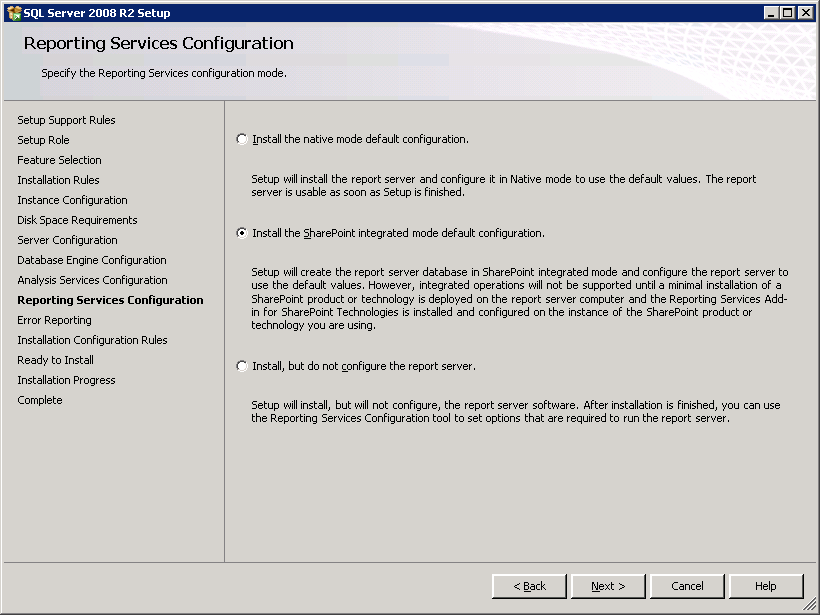 SQL Server 2008 R2 Setup
Reporting Services Configuration
Specify the Reporting Services configuration mode.
Setup Support Rules
Setup Role
Feature Selection
Installation Rules
Instance Configuration
Disk Space Requirements
Server Configuration
Database Engine Configuration
Analysis Services Configuration
Reporting Services Configuration
Error Reporting
Installation Configuration Rules
Ready to Install
Installation Progress
Complete
Install the native mode default configuration.
Setup will install the report server and configure it in Native mode to use the default values. The report
server is usable as soon as Setup is finished.
Install the SharePoint integrated mode default configuration.
Setup will create the report server database in SharePoint integrated mode and configure the report server to
use the default values. However, integrated operations will not be supported until a minimal installation of a
SharePoint product or technology is deployed on the report server computer and the Reporting Services Add-
in for SharePoint Technologies is installed and configured on the instance of the SharePoint product or
technology you are using.
Install, but do not configure the report server.
Setup will install, but will not configure, the report server software. After installation is finished, you can use
the Reporting Services Configuration tool to set options that are required to run the report server.
< Back
Next >
Cancel
Help